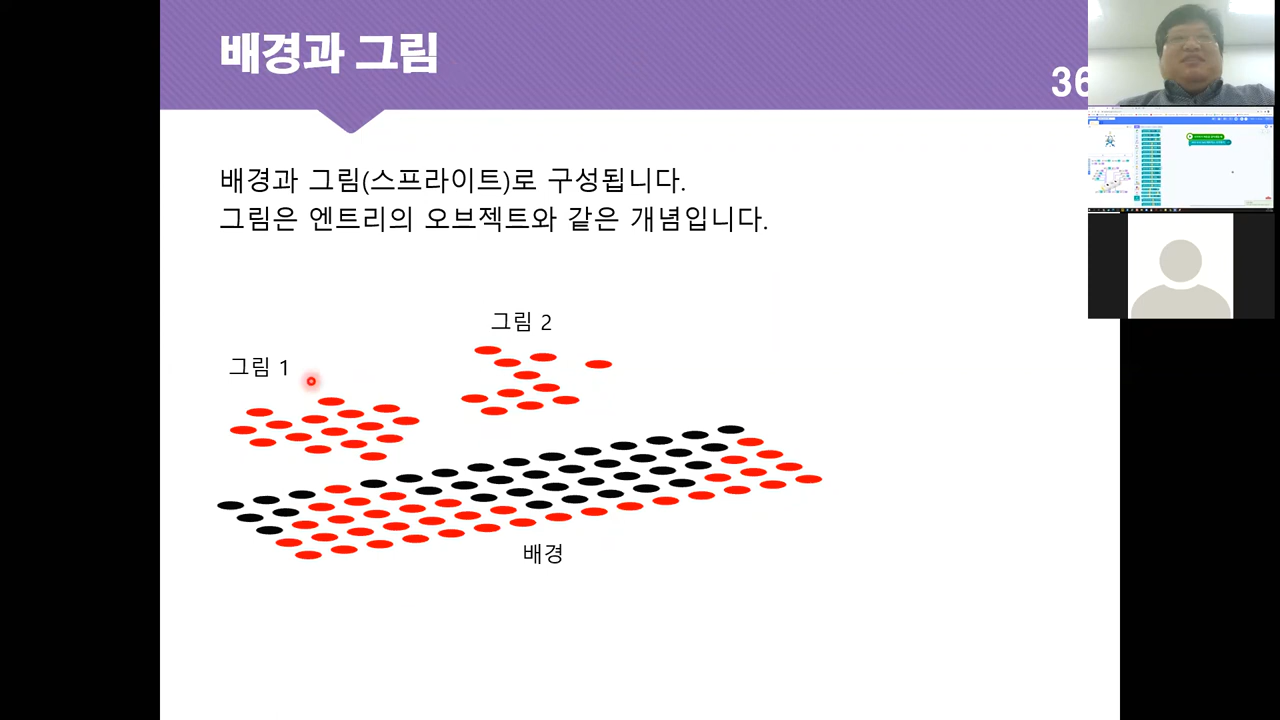 배경과 그림
36
배경과 그림(스프라이트)로 구성됩니다.
그림은 엔트리의 오브젝트와 같은 개념입니다.
그림 2
그림 1
배경